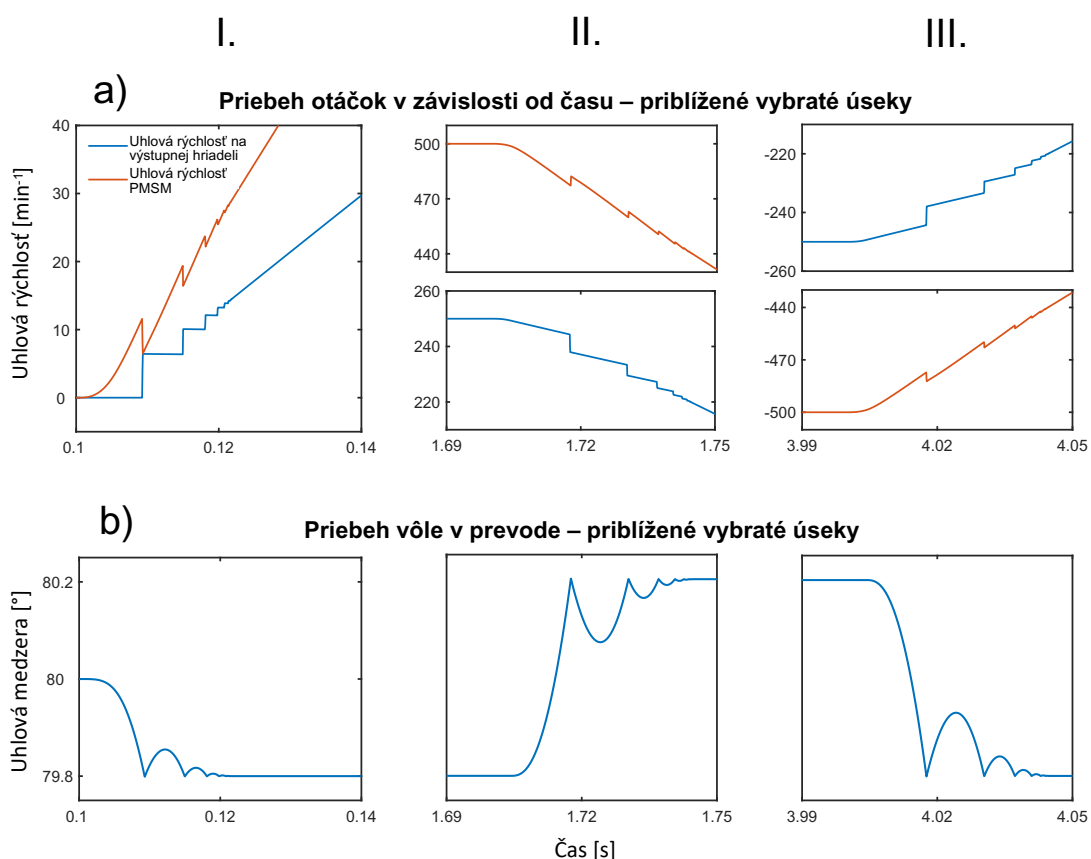 I. II. III.
a)
Priebeh otáčok v závislosti od času – priblížené vybraté úseky
Uhlová rýchlosť [min⁻¹]
40
30
20
10
0
Uhlová rýchlosť na
výstupnej hriadeli
Uhlová rýchlosť
PMSM
0.1 0.12 0.14
500
470
440
260
240
220
1.69 1.72 1.75
-220
-240
-260
-440
-470
-500
3.99 4.02 4.05
b)
Priebeh vôle v prevode – priblížené vybraté úseky
Uhlová medzera [°]
80.2
80
79.8
0.1 0.12 0.14
1.69 1.72 1.75
3.99 4.02 4.05
Čas [s]